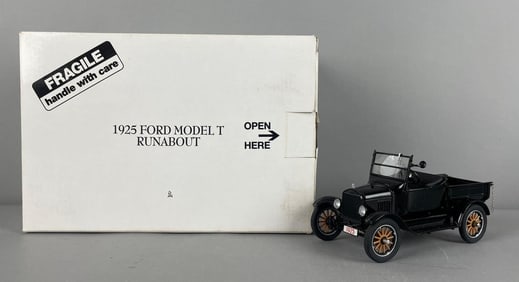 FRAGILE
handle with care
1925 FORD MODEL T
RUNABOUT
OPEN
HERE